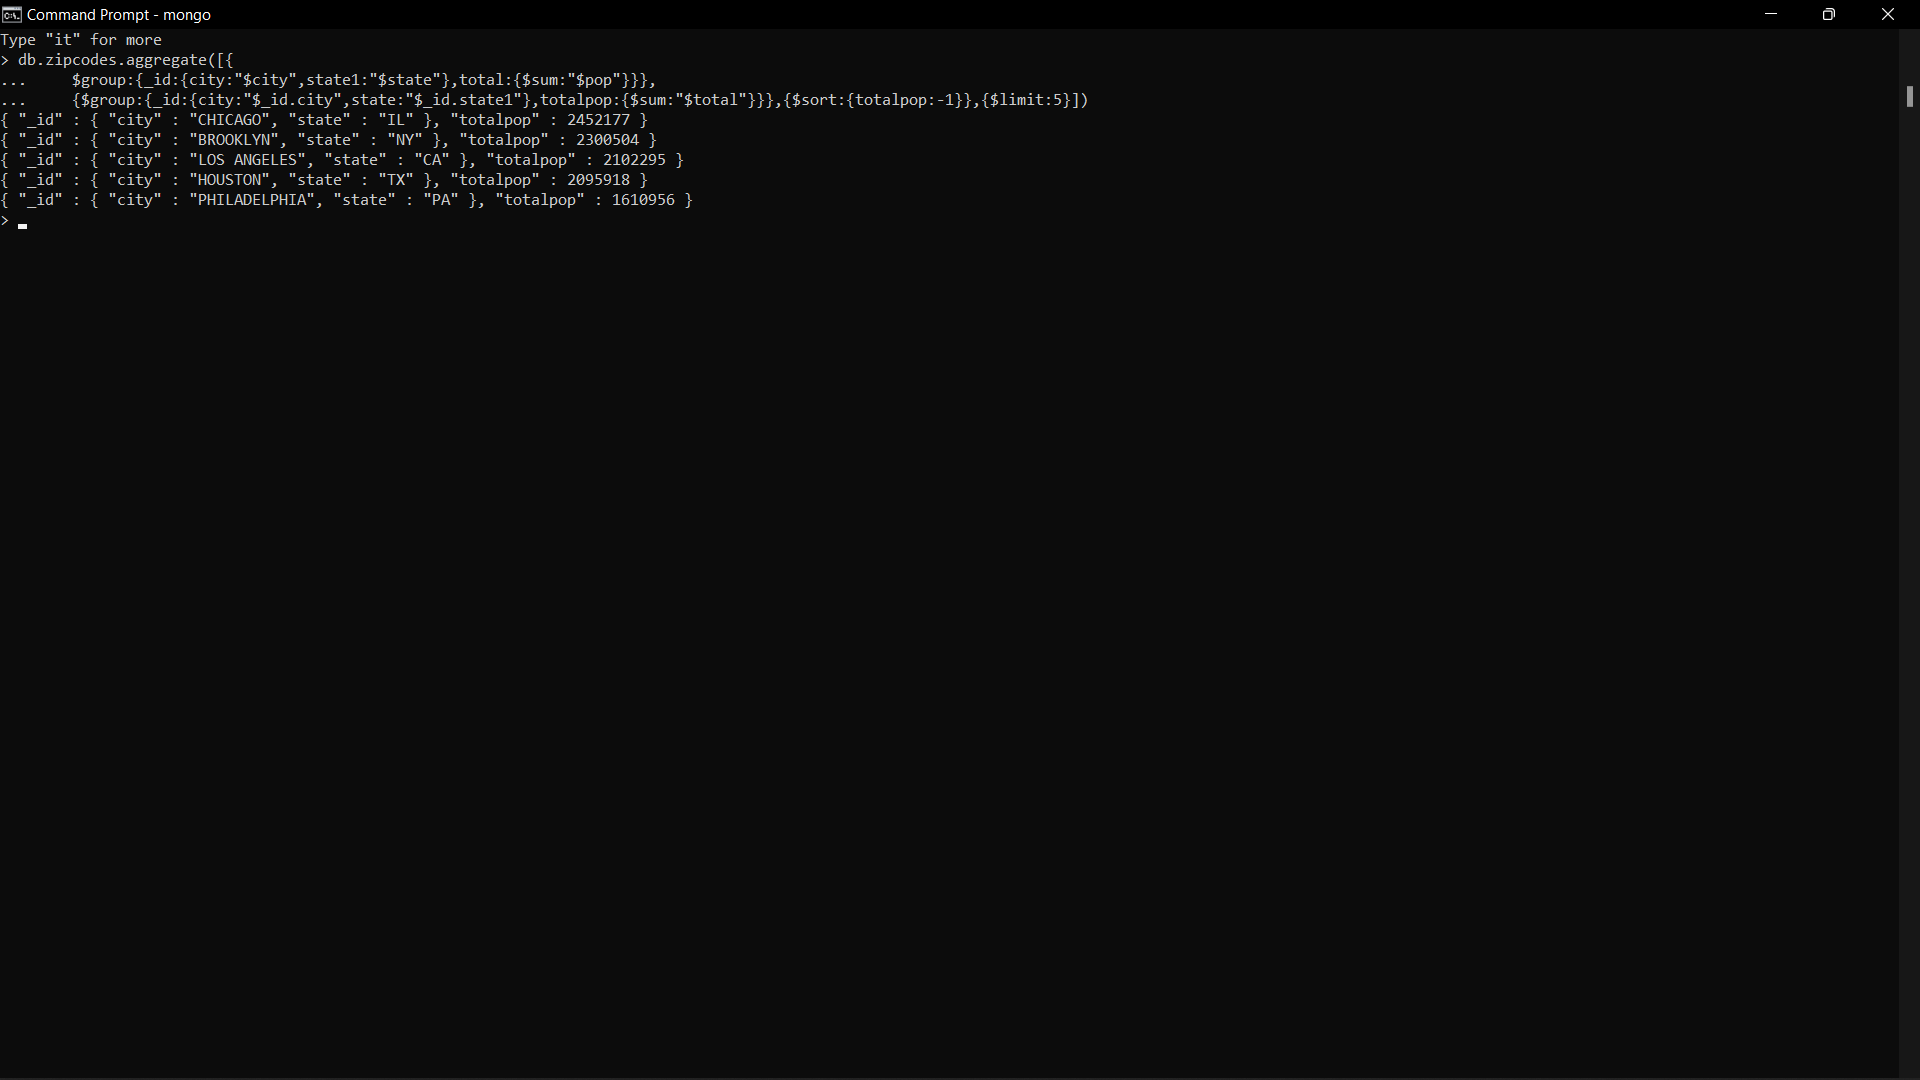 Command Prompt - mongo
Type "it" for more
> db.zipcodes.aggregate([{
...     $group:{_id:{city:"$city",state1:"$state"},total:{$sum:"$pop"}}},
...     {$group:{_id:{city:"$_id.city",state:"$_id.state1"},totalpop:{$sum:"$total"}}},{$sort:{totalpop:-1}},{$limit:5}])
{ "_id" : { "city" : "CHICAGO", "state" : "IL" }, "totalpop" : 2452177 }
{ "_id" : { "city" : "BROOKLYN", "state" : "NY" }, "totalpop" : 2300504 }
{ "_id" : { "city" : "LOS ANGELES", "state" : "CA" }, "totalpop" : 2102295 }
{ "_id" : { "city" : "HOUSTON", "state" : "TX" }, "totalpop" : 2095918 }
{ "_id" : { "city" : "PHILADELPHIA", "state" : "PA" }, "totalpop" : 1610956 }
>